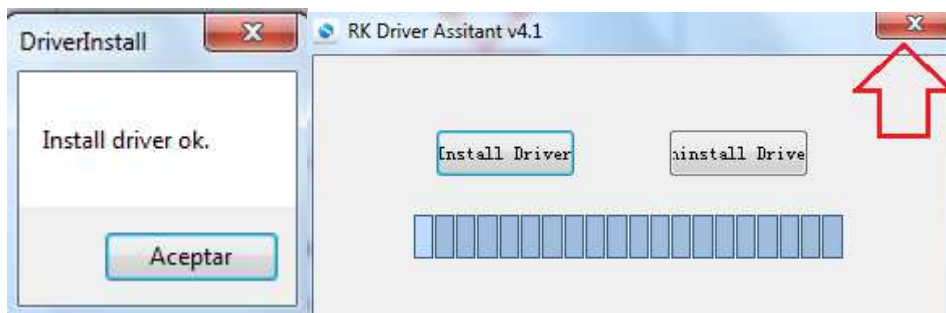 DriverInstall
Install driver ok.
Aceptar
RK Driver Assitant v4.1
Install Driver
ninstall Drive